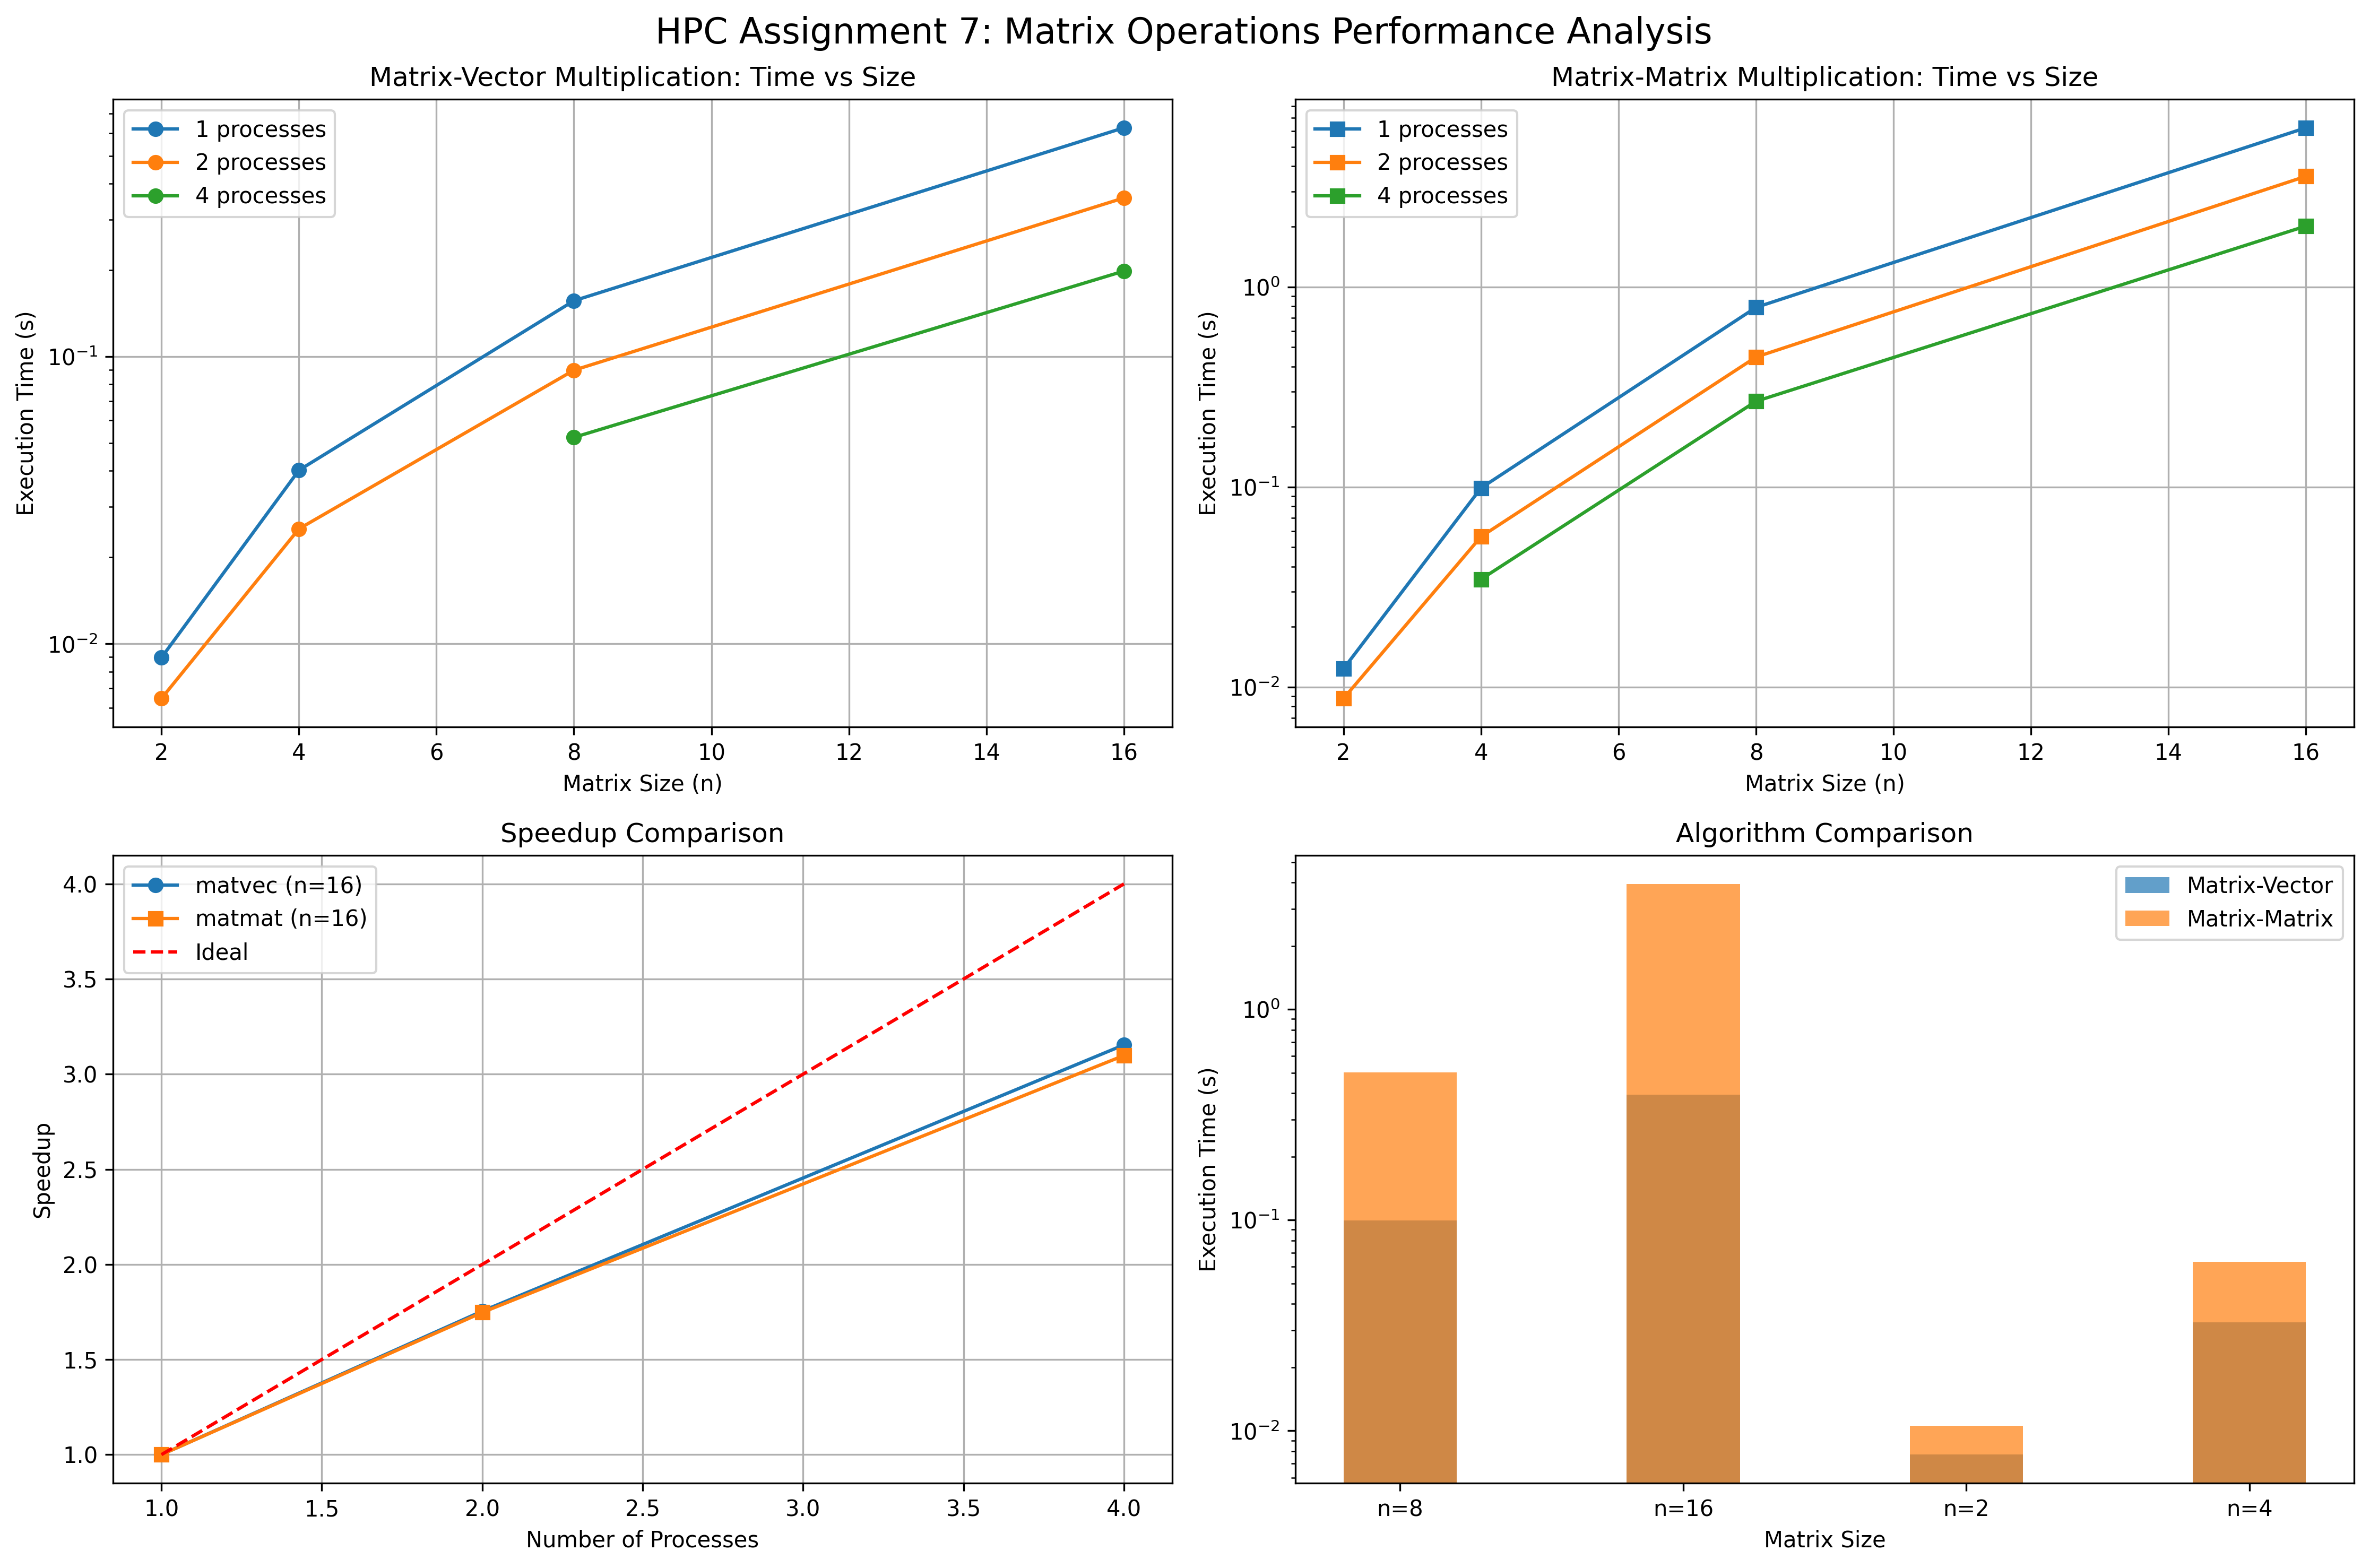 HPC Assignment 7: Matrix Operations Performance Analysis
Matrix-Vector Multiplication: Time vs Size
1 processes
2 processes
4 processes
Execution Time (s)
10⁻¹
10⁻²
2 4 6 8 10 12 14 16
Matrix Size (n)
Matrix-Matrix Multiplication: Time vs Size
1 processes
2 processes
4 processes
Execution Time (s)
10⁰
10⁻¹
10⁻²
2 4 6 8 10 12 14 16
Matrix Size (n)
Speedup Comparison
matvec (n=16)
matmat (n=16)
Ideal
Speedup
4.0
3.5
3.0
2.5
2.0
1.5
1.0
1.0 1.5 2.0 2.5 3.0 3.5 4.0
Number of Processes
Algorithm Comparison
Matrix-Vector
Matrix-Matrix
Execution Time (s)
10⁰
10⁻¹
10⁻²
n=8 n=16 n=2 n=4
Matrix Size